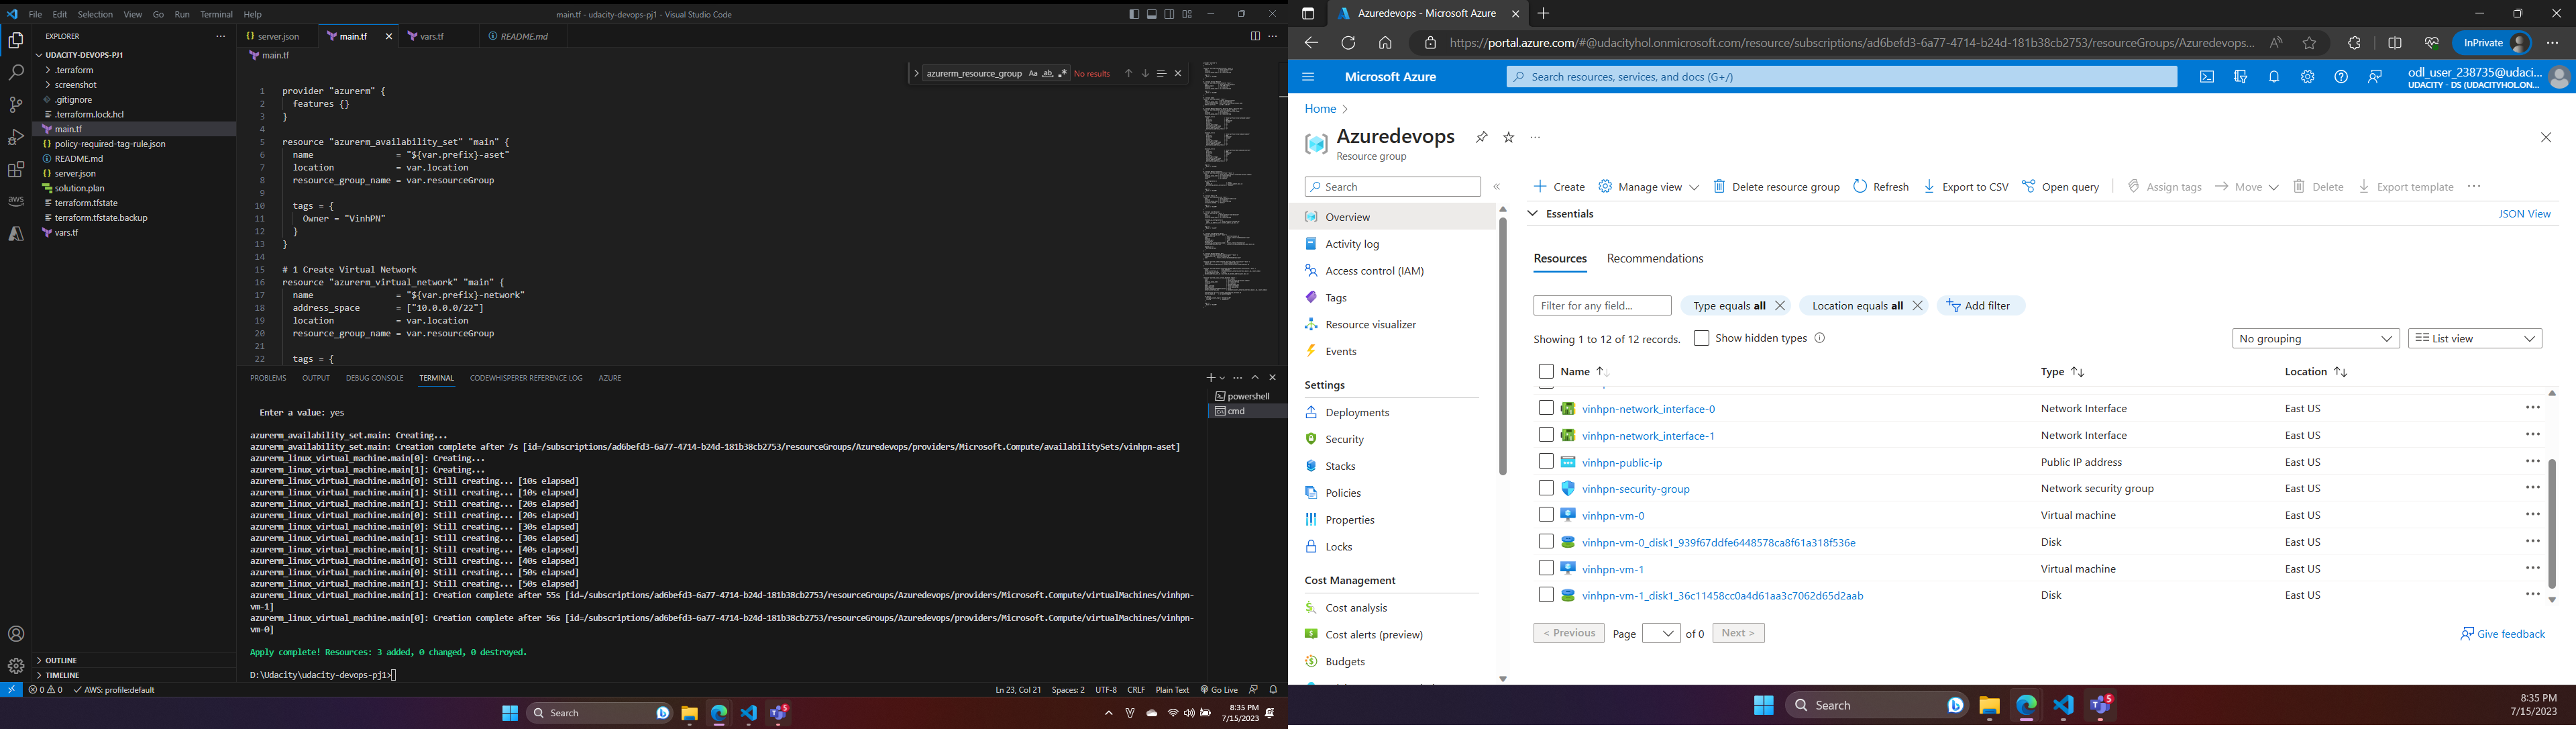 File Edit Selection View Go Run Terminal Help
main.tf - udacity-devops-pj1 - Visual Studio Code
EXPLORER
UDACITY-DEVOPS-PJ1
.terraform
screenshot
.gitignore
.terraform.lock.hcl
main.tf
policy-required-tag-rule.json
README.md
server.json
solution.plan
terraform.tfstate
terraform.tfstate.backup
vars.tf
OUTLINE
TIMELINE
server.json main.tf vars.tf README.md
main.tf
azurerm_resource_group Aa ab No results
1 provider "azurerm" {
2 features {}
3 }
4
5 resource "azurerm_availability_set" "main" {
6 name = "${var.prefix}-aset"
7 location = var.location
8 resource_group_name = var.resourceGroup
9
10 tags = {
11 Owner = "VinhPN"
12 }
13 }
14
15 # 1 Create Virtual Network
16 resource "azurerm_virtual_network" "main" {
17 name = "${var.prefix}-network"
18 address_space = ["10.0.0.0/22"]
19 location = var.location
20 resource_group_name = var.resourceGroup
21
22 tags = {
PROBLEMS OUTPUT DEBUG CONSOLE TERMINAL CODEWHISPERER REFERENCE LOG AZURE
powershell
cmd
Enter a value: yes
azurerm_availability_set.main: Creating...
azurerm_availability_set.main: Creation complete after 7s [id=/subscriptions/ad6befd3-6a77-4714-b24d-181b38cb2753/resourceGroups/Azuredevops/providers/Microsoft.Compute/availabilitySets/vinhpn-aset]
azurerm_linux_virtual_machine.main[0]: Creating...
azurerm_linux_virtual_machine.main[1]: Creating...
azurerm_linux_virtual_machine.main[0]: Still creating... [10s elapsed]
azurerm_linux_virtual_machine.main[1]: Still creating... [10s elapsed]
azurerm_linux_virtual_machine.main[1]: Still creating... [20s elapsed]
azurerm_linux_virtual_machine.main[0]: Still creating... [20s elapsed]
azurerm_linux_virtual_machine.main[0]: Still creating... [30s elapsed]
azurerm_linux_virtual_machine.main[1]: Still creating... [30s elapsed]
azurerm_linux_virtual_machine.main[1]: Still creating... [40s elapsed]
azurerm_linux_virtual_machine.main[0]: Still creating... [40s elapsed]
azurerm_linux_virtual_machine.main[0]: Still creating... [50s elapsed]
azurerm_linux_virtual_machine.main[1]: Still creating... [50s elapsed]
azurerm_linux_virtual_machine.main[1]: Creation complete after 55s [id=/subscriptions/ad6befd3-6a77-4714-b24d-181b38cb2753/resourceGroups/Azuredevops/providers/Microsoft.Compute/virtualMachines/vinhpn-
vm-1]
azurerm_linux_virtual_machine.main[0]: Creation complete after 56s [id=/subscriptions/ad6befd3-6a77-4714-b24d-181b38cb2753/resourceGroups/Azuredevops/providers/Microsoft.Compute/virtualMachines/vinhpn-
vm-0]
Apply complete! Resources: 3 added, 0 changed, 0 destroyed.
D:\Udacity\udacity-devops-pj1>
0 0 AWS: profile:default Ln 23, Col 21 Spaces: 2 UTF-8 CRLF Plain Text Go Live
Search 5 8:35 PM
7/15/2023
Azuredevops - Microsoft Azure
https://portal.azure.com/#@udacityhol.onmicrosoft.com/resource/subscriptions/ad6befd3-6a77-4714-b24d-181b38cb2753/resourceGroups/Azuredevops... InPrivate
Microsoft Azure Search resources, services, and docs (G+/) odl_user_238735@udaci...
UDACITY - DS (UDACITYHOL.ON...
Home
Azuredevops
Resource group
Search
Create Manage view Delete resource group Refresh Export to CSV Open query Assign tags Move Delete Export template
Overview
Activity log
Access control (IAM)
Tags
Resource visualizer
Events
Settings
Deployments
Security
Stacks
Policies
Properties
Locks
Cost Management
Cost analysis
Cost alerts (preview)
Budgets
Essentials JSON View
Resources Recommendations
Filter for any field... Type equals all Location equals all Add filter
Showing 1 to 12 of 12 records. Show hidden types No grouping List view
Name Type Location
vinhpn-network_interface-0 Network Interface East US
vinhpn-network_interface-1 Network Interface East US
vinhpn-public-ip Public IP address East US
vinhpn-security-group Network security group East US
vinhpn-vm-0 Virtual machine East US
vinhpn-vm-0_disk1_939f67ddfe6448578ca8f61a318f536e Disk East US
vinhpn-vm-1 Virtual machine East US
vinhpn-vm-1_disk1_36c11458cc0a4d61aa3c7062d65d2aab Disk East US
< Previous Page of 0 Next > Give feedback
Search 5 8:35 PM
7/15/2023